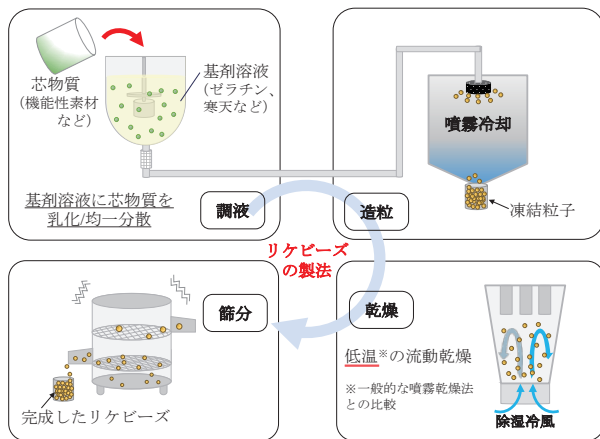 芯物質
(機能性素材
など)
基剤溶液
(ゼラチン、
寒天など)
基剤溶液に芯物質を
乳化/均一分散
調液
噴霧冷却
凍結粒子
造粒
リケビーズ
の製法
篩分
完成したリケビーズ
乾燥
低温※の流動乾燥
※一般的な噴霧乾燥法
との比較
除湿冷風